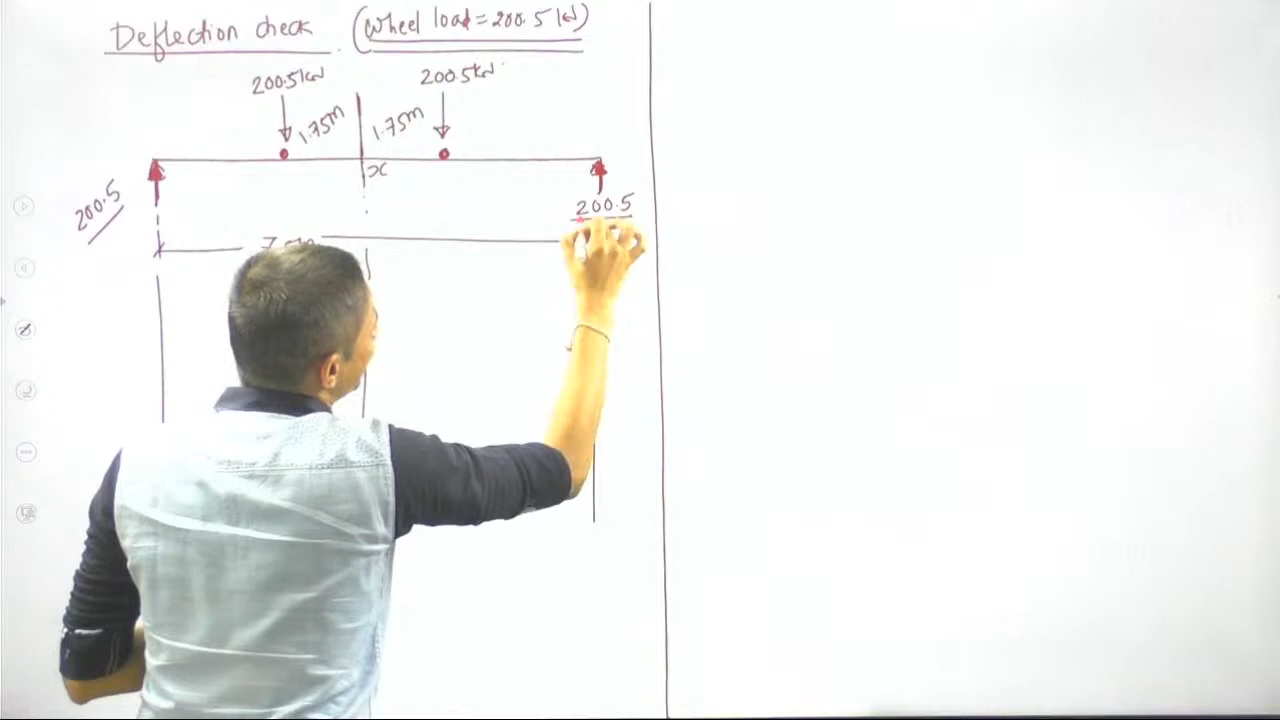 Deflection check. (Wheel load = 200.5 kN)
200.5kN 200.5kN
1.75m 1.75m
x
200.5 200.5